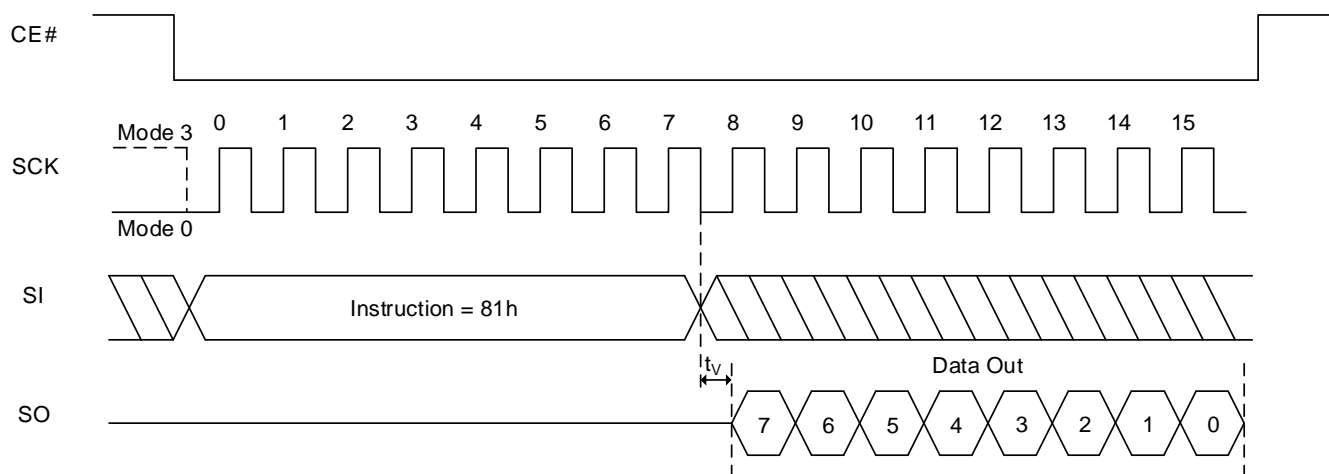 CE#
0 1 2 3 4 5 6 7 8 9 10 11 12 13 14 15
Mode 3
SCK
Mode 0
SI
Instruction = 81h
tV
Data Out
SO
7 6 5 4 3 2 1 0